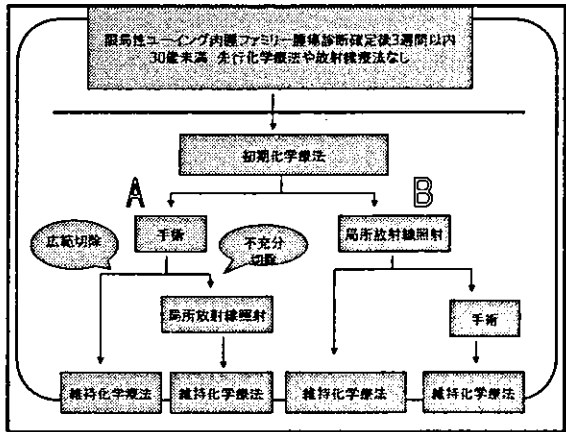 限局性ユーイング肉腫ファミリー腫瘍診断確定後3週間以内
30歳未満 先行化学療法や放射線療法なし
初期化学療法
A
B
広範切除
手術
不充分
切除
局所放射線照射
局所放射線照射
手術
維持化学療法
維持化学療法
維持化学療法
維持化学療法